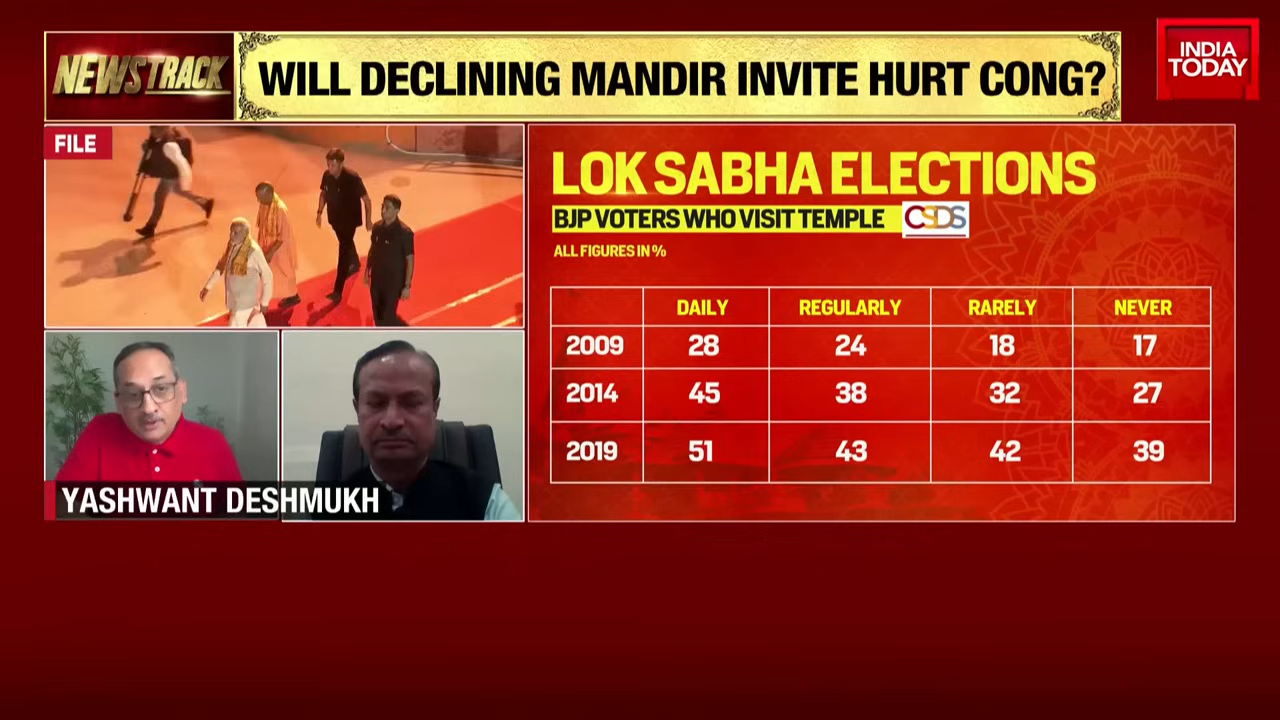 NEWSTRACK
WILL DECLINING MANDIR INVITE HURT CONG?
INDIA
TODAY
FILE
LOK SABHA ELECTIONS
BJP VOTERS WHO VISIT TEMPLE CSDS
ALL FIGURES IN %
DAILY REGULARLY RARELY NEVER
2009 28 24 18 17
2014 45 38 32 27
2019 51 43 42 39
YASHWANT DESHMUKH